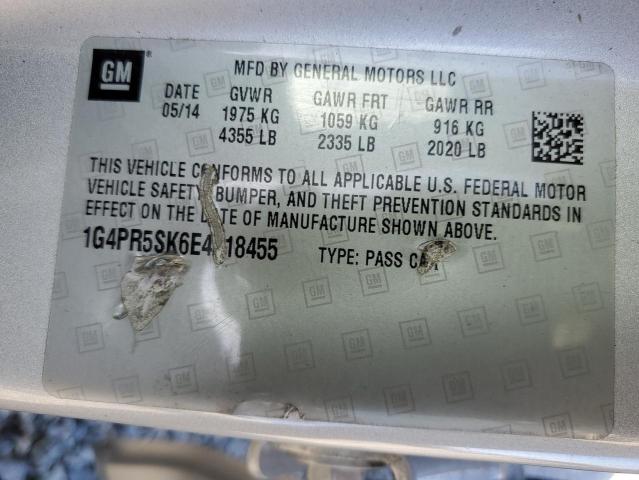 GM
MFD BY GENERAL MOTORS LLC
DATE GVWR GAWR FRT GAWR RR
05/14 1975 KG 1059 KG 916 KG
4355 LB 2335 LB 2020 LB
THIS VEHICLE CONFORMS TO ALL APPLICABLE U.S. FEDERAL MOTOR
VEHICLE SAFETY, BUMPER, AND THEFT PREVENTION STANDARDS IN
EFFECT ON THE DATE OF MANUFACTURE SHOWN ABOVE.
TYPE: PASS CAR